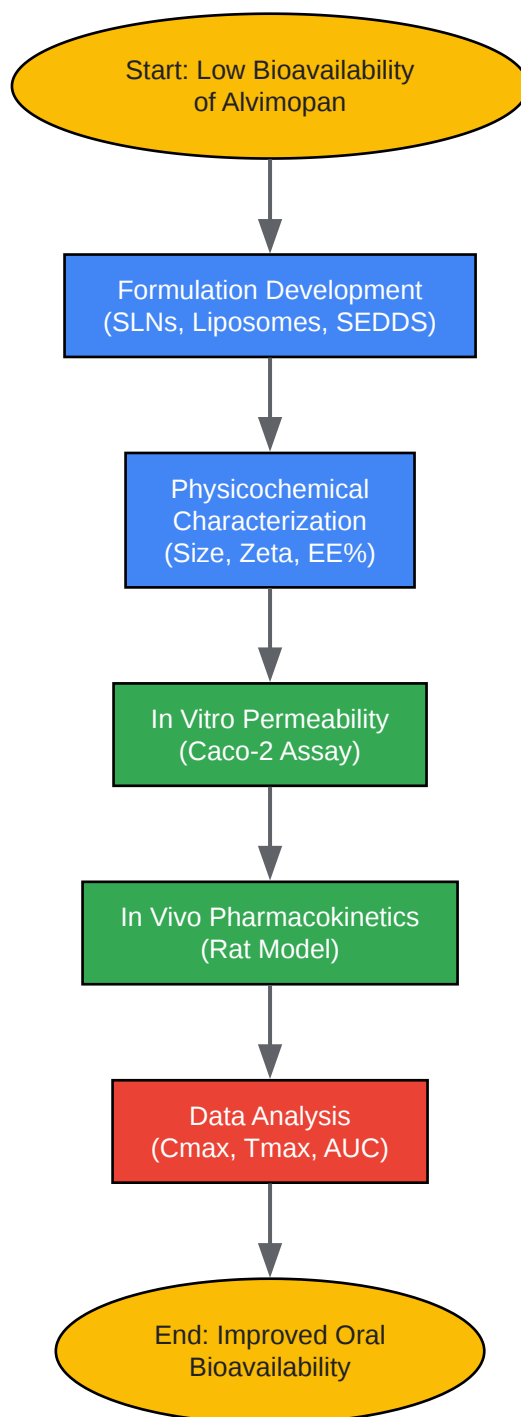 Start: Low Bioavailability
of Alvimopan
Formulation Development
(SLNs, Liposomes, SEDDS)
Physicochemical
Characterization
(Size, Zeta, EE%)
In Vitro Permeability
(Caco-2 Assay)
In Vivo Pharmacokinetics
(Rat Model)
Data Analysis
(Cmax, Tmax, AUC)
End: Improved Oral
Bioavailability